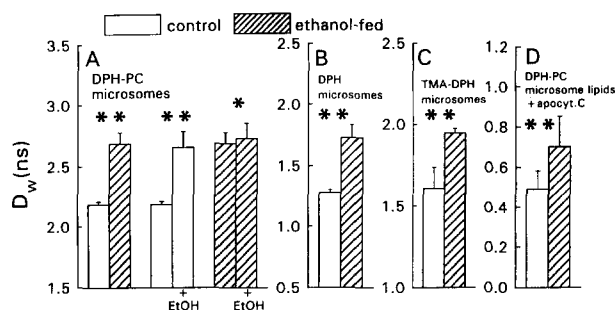 control ethanol-fed
A
DPH-PC
microsomes
* * * * *
D_w(ns)
3.0
2.5
2.0
1.5
+
EtOH
+
EtOH
B
DPH
microsomes
* *
2.5
2.0
1.5
1.0
0.5
C
TMA-DPH
microsomes
* *
2.5
2.0
1.5
1.0
D
DPH-PC
microsome lipids
+ apocyt.C
* *
1.2
1.0
0.8
0.6
0.4
0.2
0.0